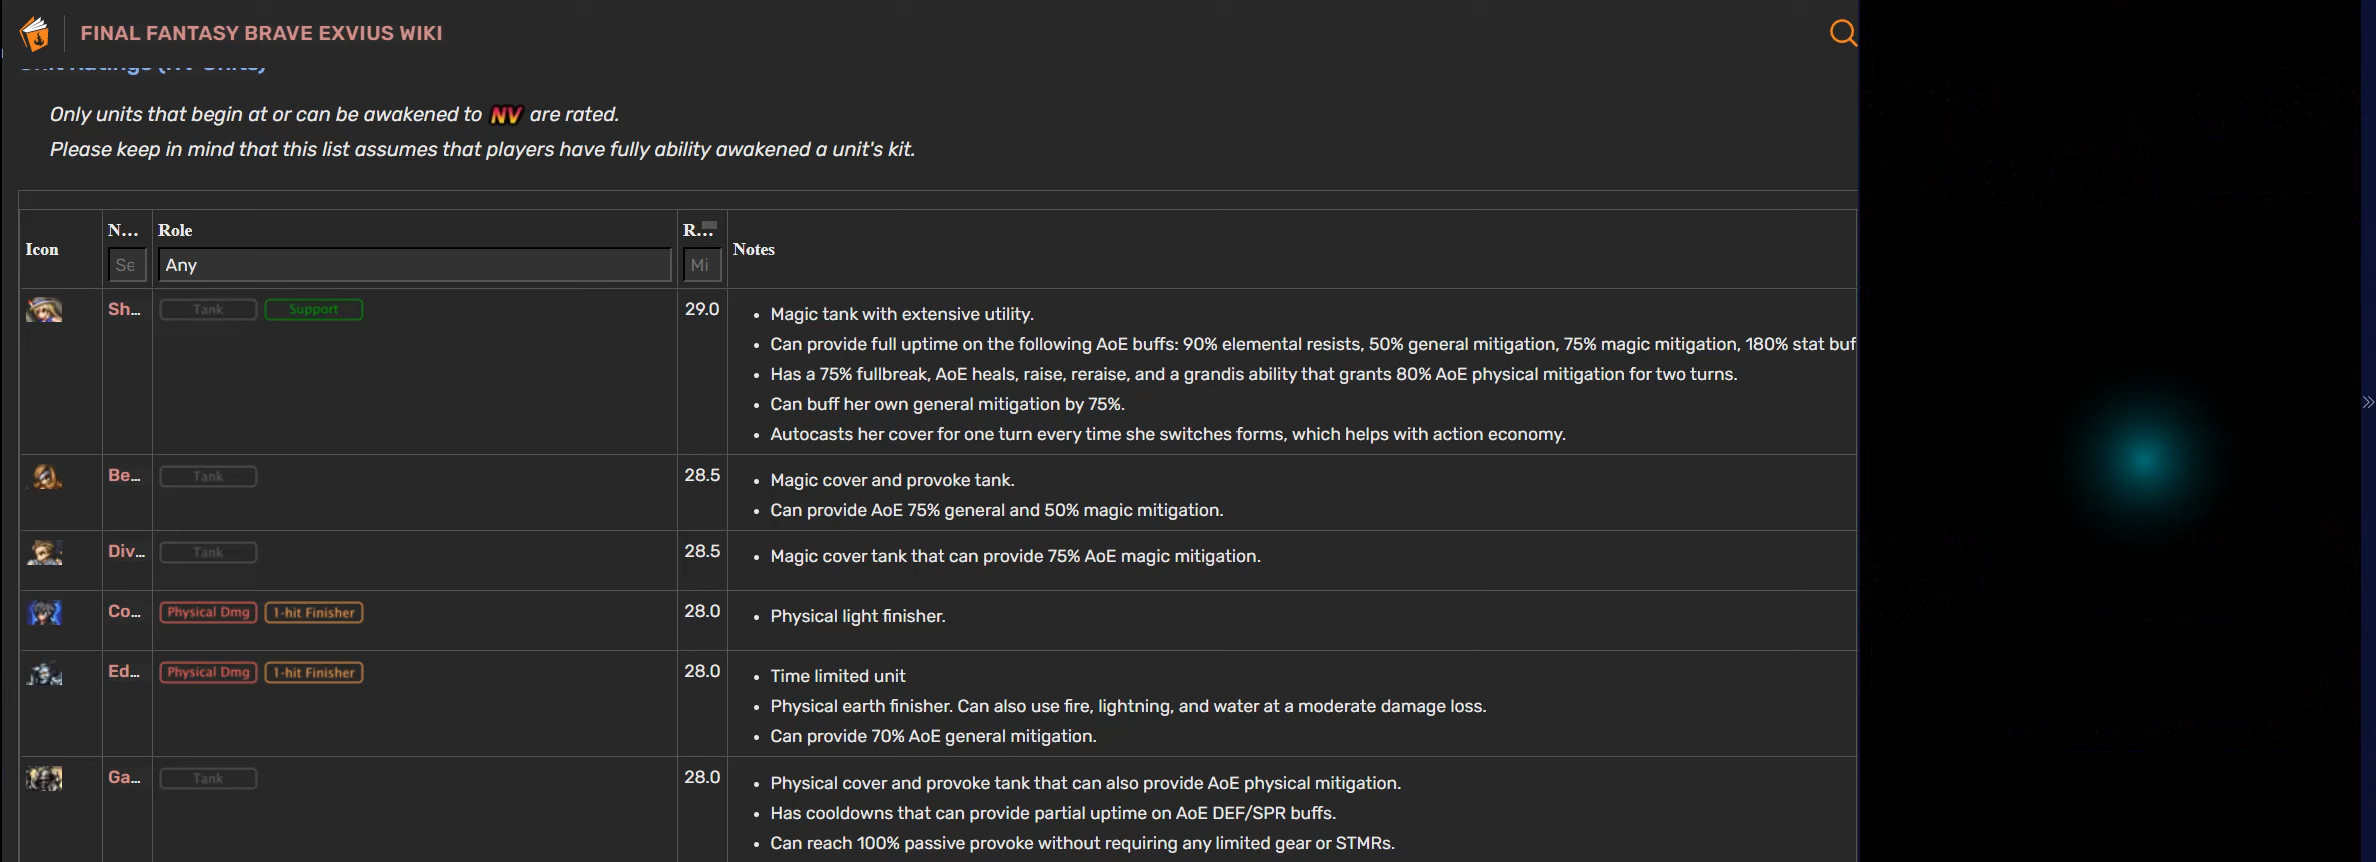 FINAL FANTASY BRAVE EXVIUS WIKI
Unit Ratings (NV Units)
Only units that begin at or can be awakened to NV are rated.
Please keep in mind that this list assumes that players have fully ability awakened a unit's kit.
Icon N... Role R... Notes
Se Any Mi
Sh... Tank Support 29.0
• Magic tank with extensive utility.
• Can provide full uptime on the following AoE buffs: 90% elemental resists, 50% general mitigation, 75% magic mitigation, 180% stat buf
• Has a 75% fullbreak, AoE heals, raise, reraise, and a grandis ability that grants 80% AoE physical mitigation for two turns.
• Can buff her own general mitigation by 75%.
• Autocasts her cover for one turn every time she switches forms, which helps with action economy.
Be... Tank 28.5
• Magic cover and provoke tank.
• Can provide AoE 75% general and 50% magic mitigation.
Div... Tank 28.5
• Magic cover tank that can provide 75% AoE magic mitigation.
Co... Physical Dmg 1-hit Finisher 28.0
• Physical light finisher.
Ed... Physical Dmg 1-hit Finisher 28.0
• Time limited unit
• Physical earth finisher. Can also use fire, lightning, and water at a moderate damage loss.
• Can provide 70% AoE general mitigation.
Ga... Tank 28.0
• Physical cover and provoke tank that can also provide AoE physical mitigation.
• Has cooldowns that can provide partial uptime on AoE DEF/SPR buffs.
• Can reach 100% passive provoke without requiring any limited gear or STMRs.